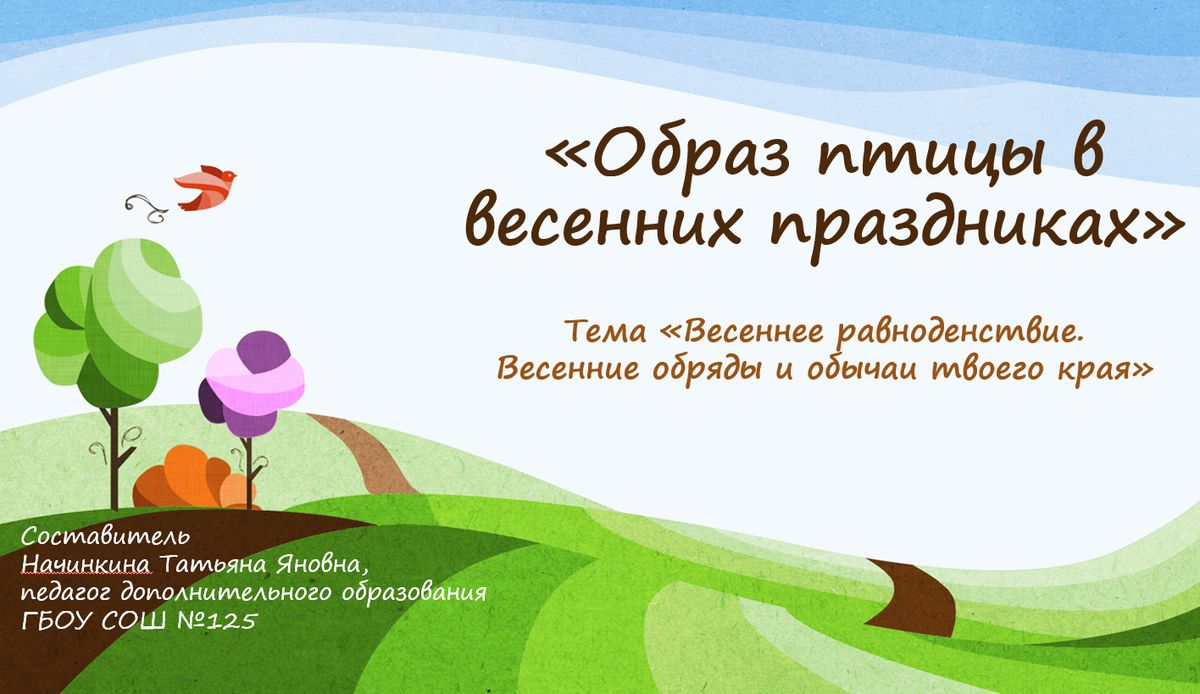 «Образ птицы в
весенних праздниках»
Тема «Весеннее равноденствие.
Весенние обряды и обычаи твоего края»
Составитель
Начинкина Татьяна Яновна,
педагог дополнительного образования
ГБОУ СОШ №125